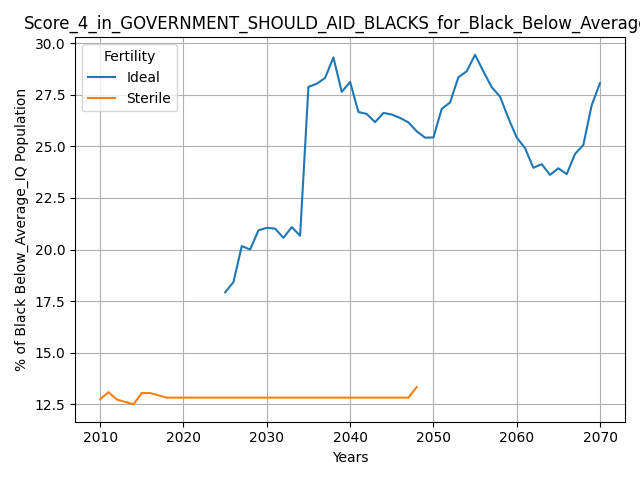 Score_4_in_GOVERNMENT_SHOULD_AID_BLACKS_for_Black_Below_Average
Fertility
Ideal
Sterile
% of Black Below_Average_IQ Population
30.0
27.5
25.0
22.5
20.0
17.5
15.0
12.5
2010 2020 2030 2040 2050 2060 2070
Years